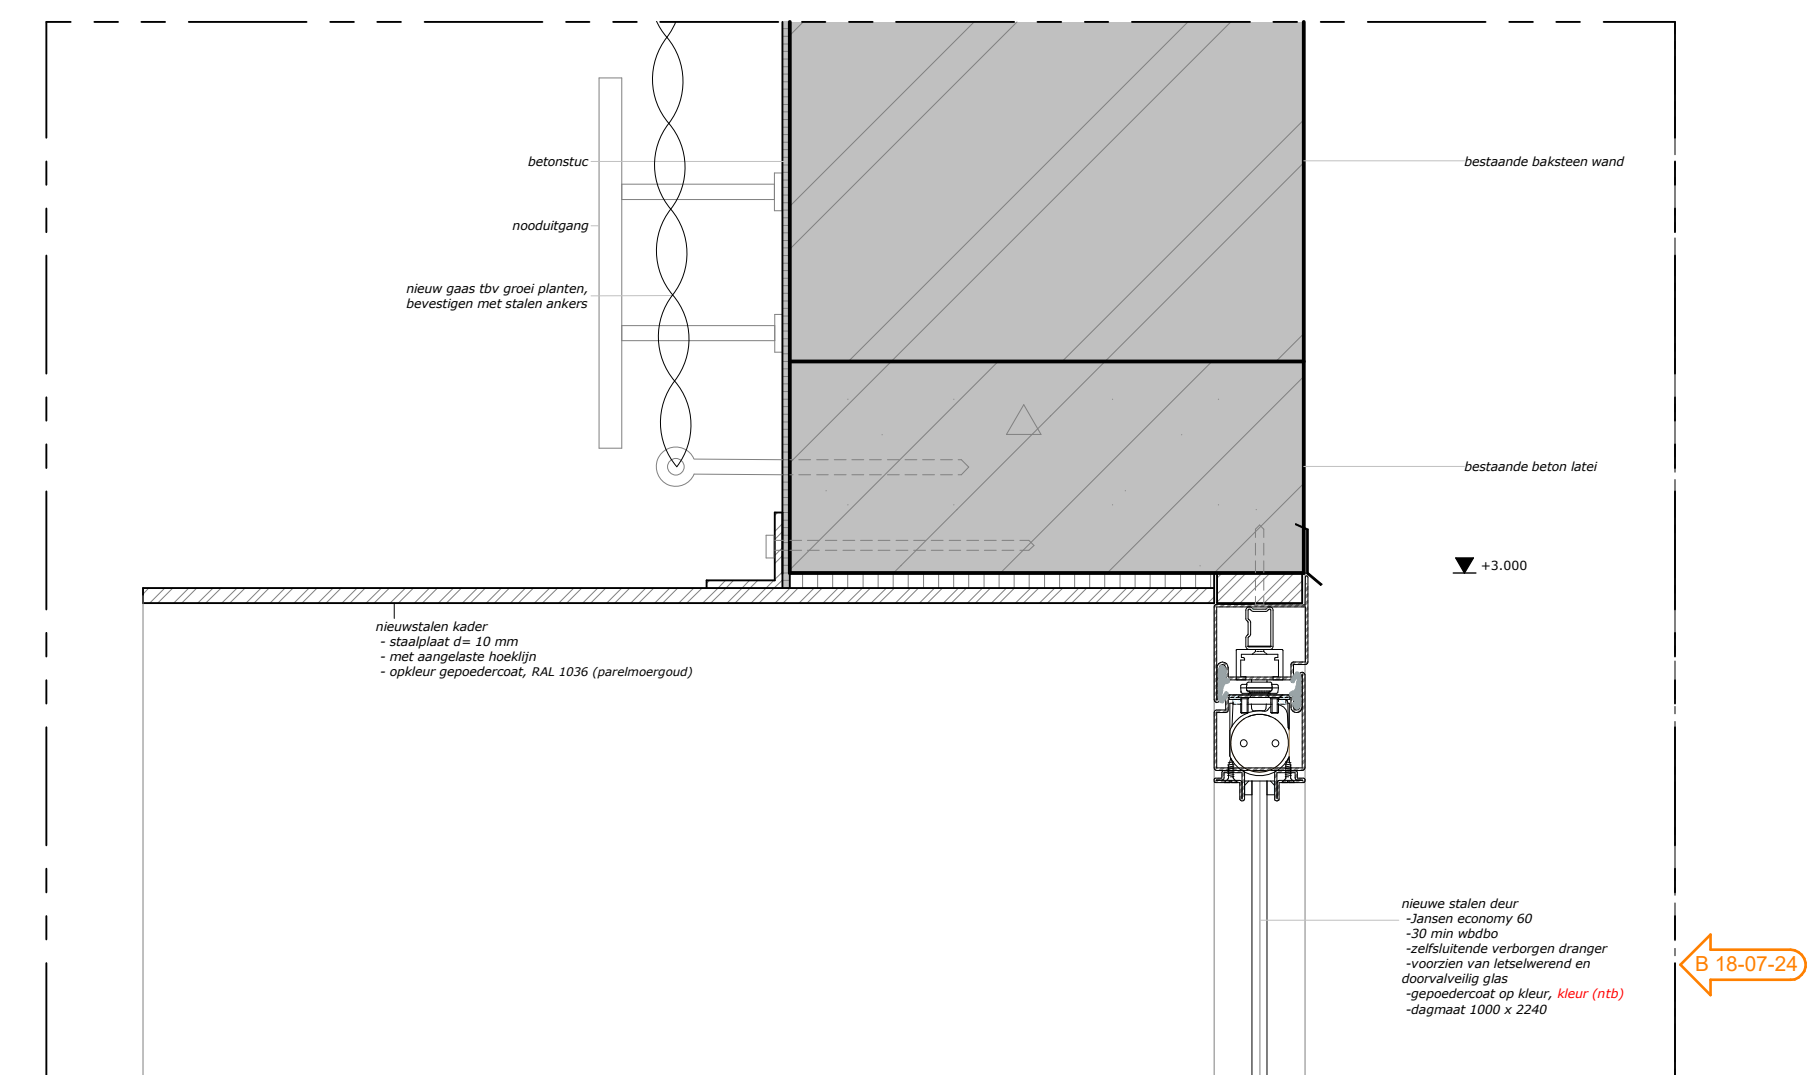 betonstuc
nooduitgang
nieuw gaas tbv groei planten,
bevestigen met stalen ankers
bestaande baksteen wand
bestaande beton latei
+3.000
nieuwstalen kader
- staalplaat d= 10 mm
- met aangelaste hoeklijn
- opkleur gepoedercoat, RAL 1036 (parelmoergoud)
nieuwe stalen deur
-Jansen economy 60
-30 min wbdbo
-zelfsluitende verborgen dranger
-voorzien van letselwerend en
doorvalveilig glas
-gepoedercoat op kleur, kleur (ntb)
-dagmaat 1000 x 2240
B 18-07-24